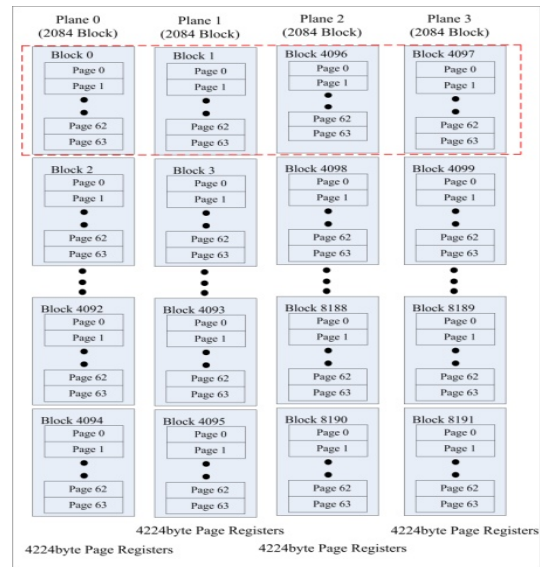 Plane 0 Plane 1 Plane 2 Plane 3
(2084 Block) (2084 Block) (2084 Block) (2084 Block)
Block 0 Block 1 Block 4096 Block 4097
Page 0 Page 0 Page 0 Page 0
Page 1 Page 1 Page 1 Page 1
Page 62 Page 62 Page 62 Page 62
Page 63 Page 63 Page 63 Page 63
Block 2 Block 3 Block 4098 Block 4099
Page 0 Page 0 Page 0 Page 0
Page 1 Page 1 Page 1 Page 1
Page 62 Page 62 Page 62 Page 62
Page 63 Page 63 Page 63 Page 63
Block 4092 Block 4093 Block 8188 Block 8189
Page 0 Page 0 Page 0 Page 0
Page 1 Page 1 Page 1 Page 1
Page 62 Page 62 Page 62 Page 62
Page 63 Page 63 Page 63 Page 63
Block 4094 Block 4095 Block 8190 Block 8191
Page 0 Page 0 Page 0 Page 0
Page 1 Page 1 Page 1 Page 1
Page 62 Page 62 Page 62 Page 62
Page 63 Page 63 Page 63 Page 63
4224byte Page Registers 4224byte Page Registers
4224byte Page Registers 4224byte Page Registers